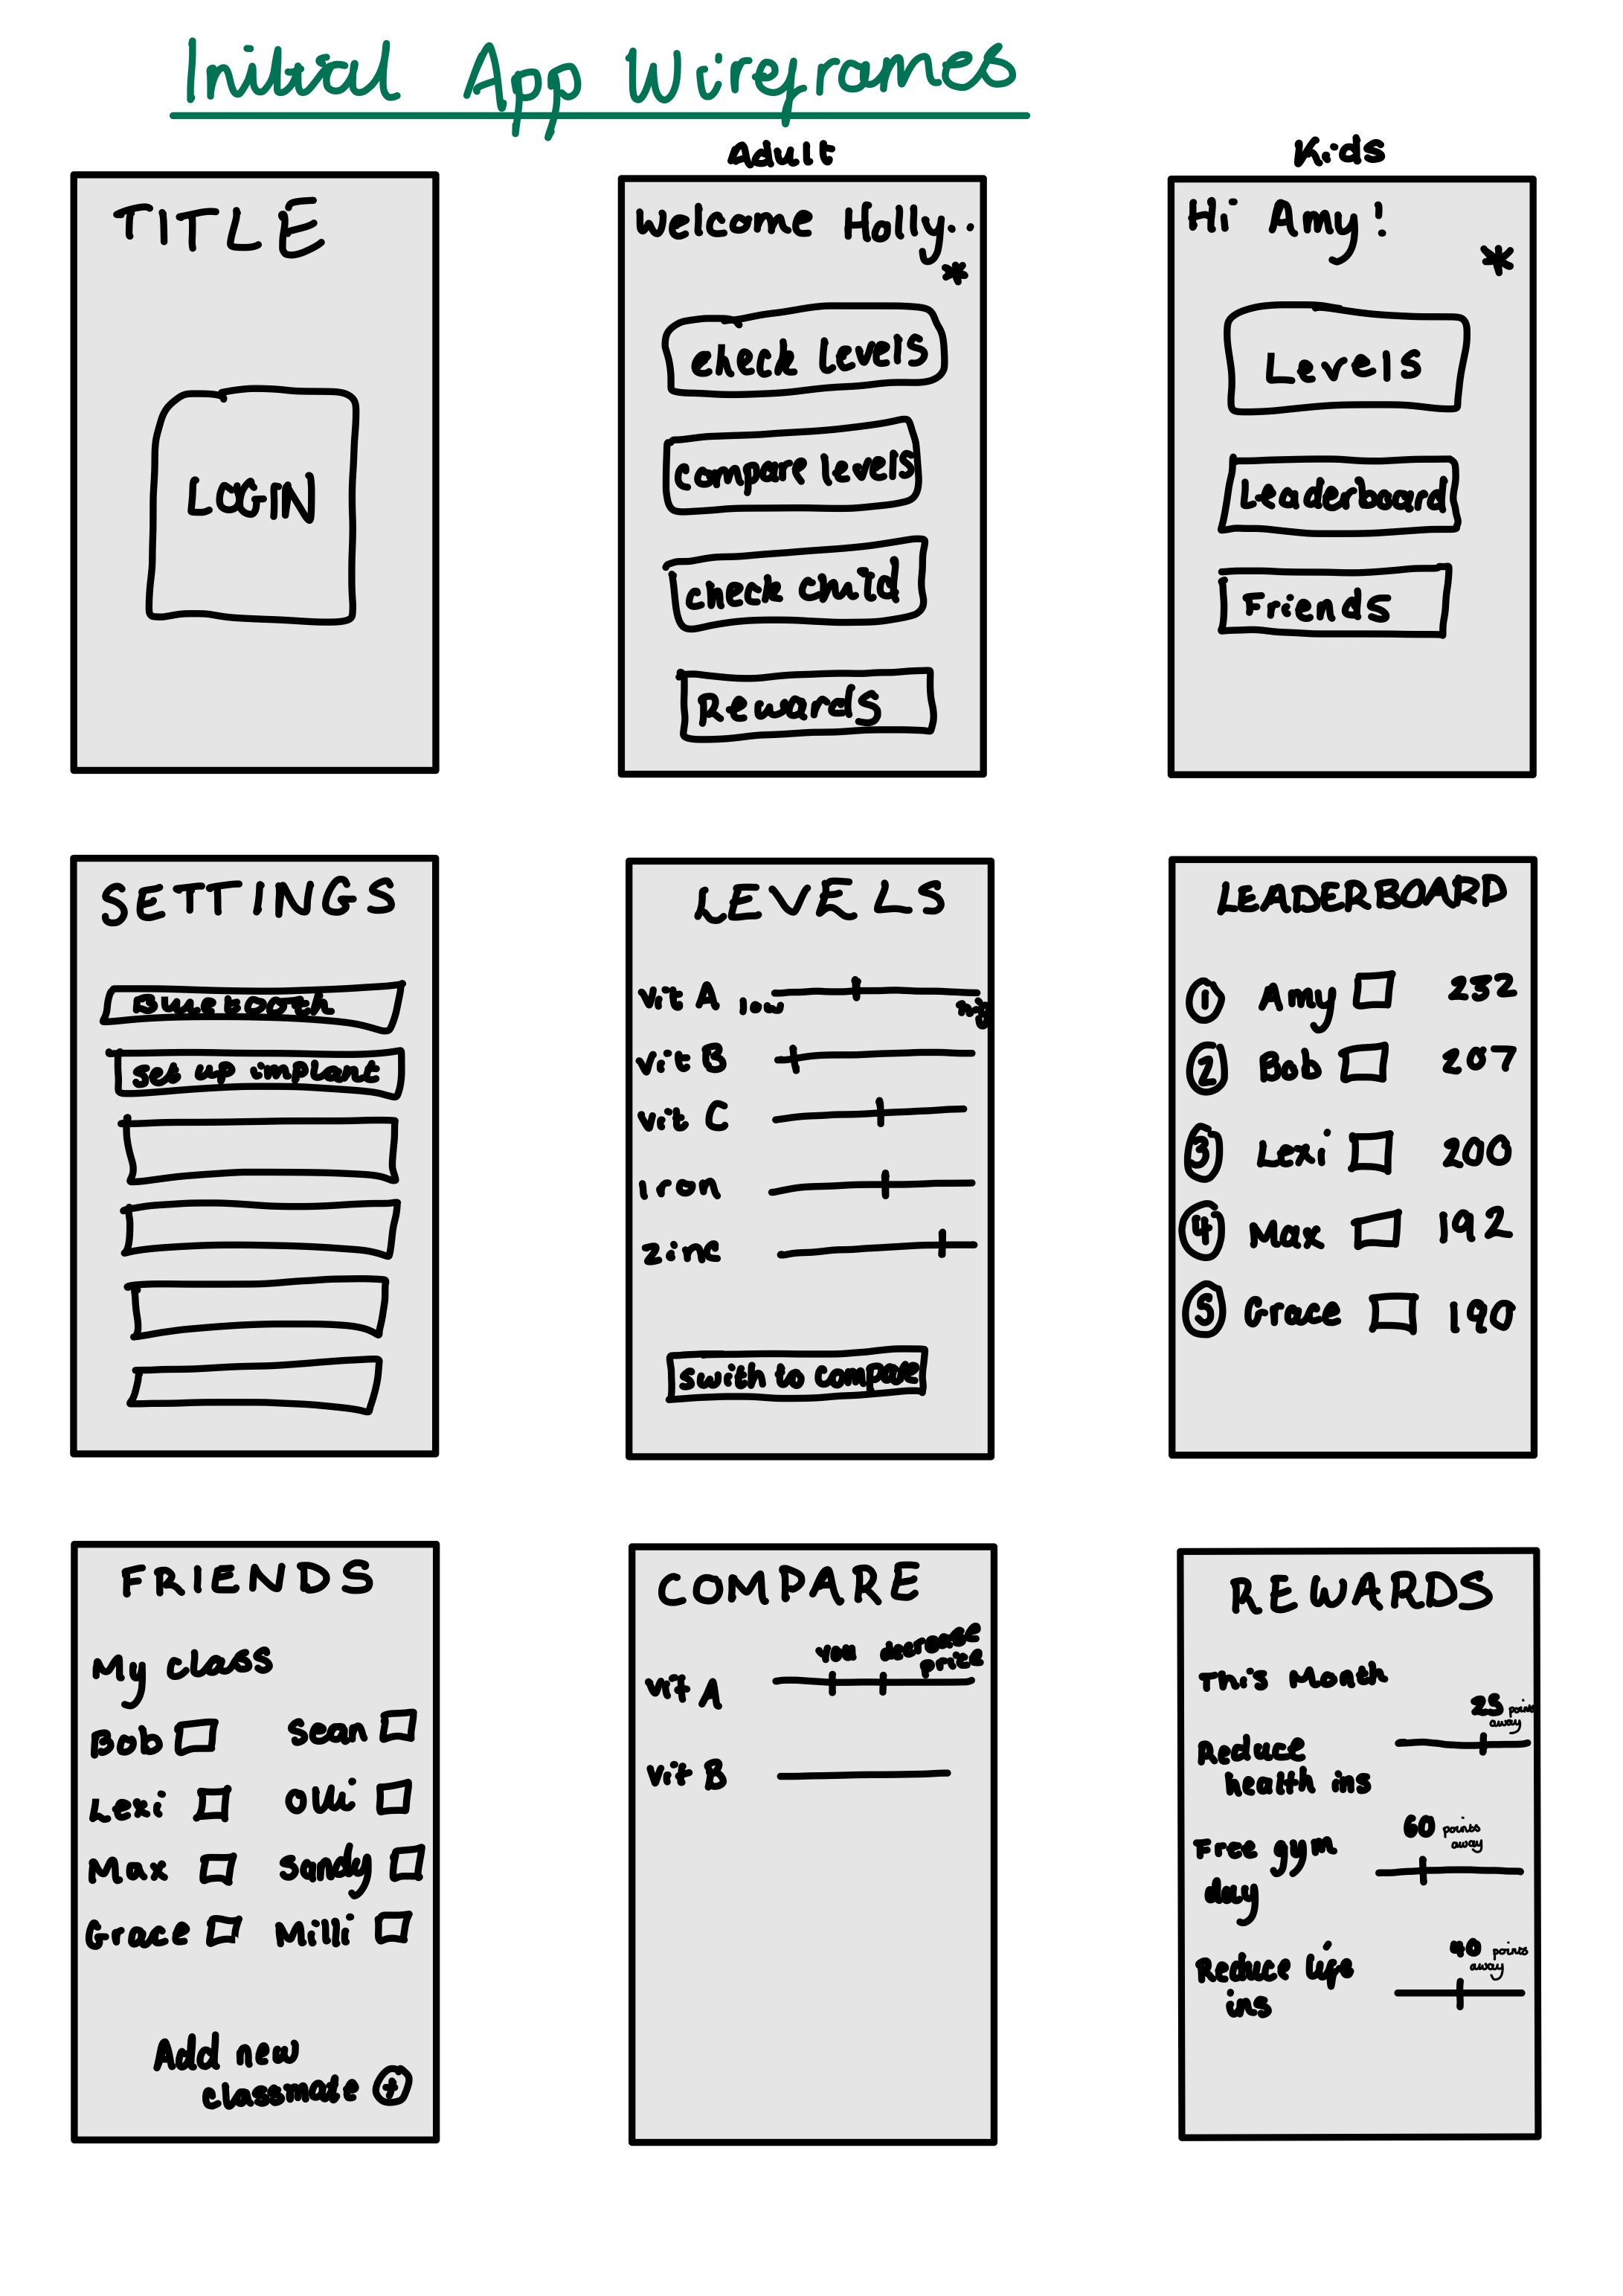 Initial App Wireframes
TITLE
LOGIN
Adult
Welcome Holly..
*
check levels
compare levels
check child
Rewards
Kids
Hi Amy!
*
Levels
Leaderboard
Friends
SETTINGS
Bluetooth
set up implant
LEVELS
vit A low high
vit B
vit C
iron
zinc
swith to compare
LEADERBOARD
1 Amy 232
2 Bob 207
3 Lexi 200
4 Max 192
5 Grace 190
FRIENDS
My class
Bob Sean
Lexi Olli
Max Sandy
Grace Milli
Add new
classmate +
COMPARE
You decrease
price
vit A
vit B
REWARDS
This Month
25 points
away
Reduce
health ins
60 points
away
Free gym
day
40 points
away
Reduce life
ins